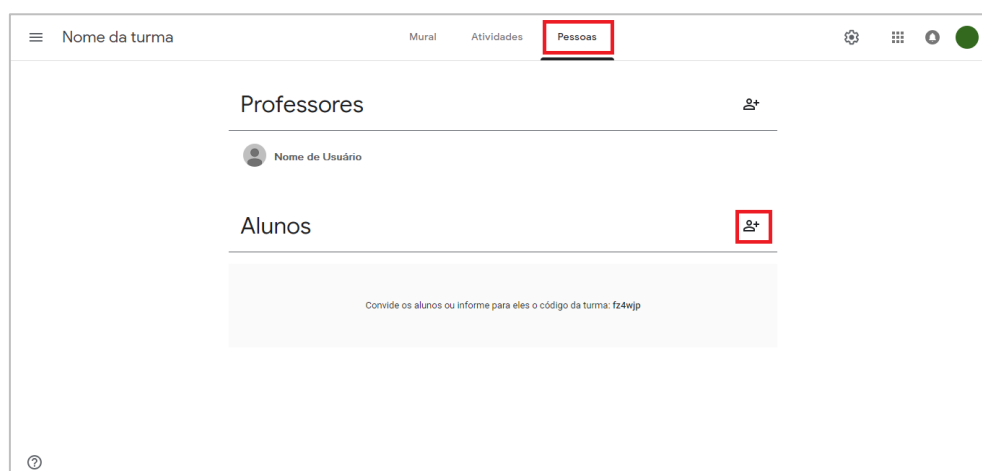 Nome da turma
Mural Atividades Pessoas
Professores
Nome de Usuário
Alunos
Convide os alunos ou informe para eles o código da turma: fz4wjp